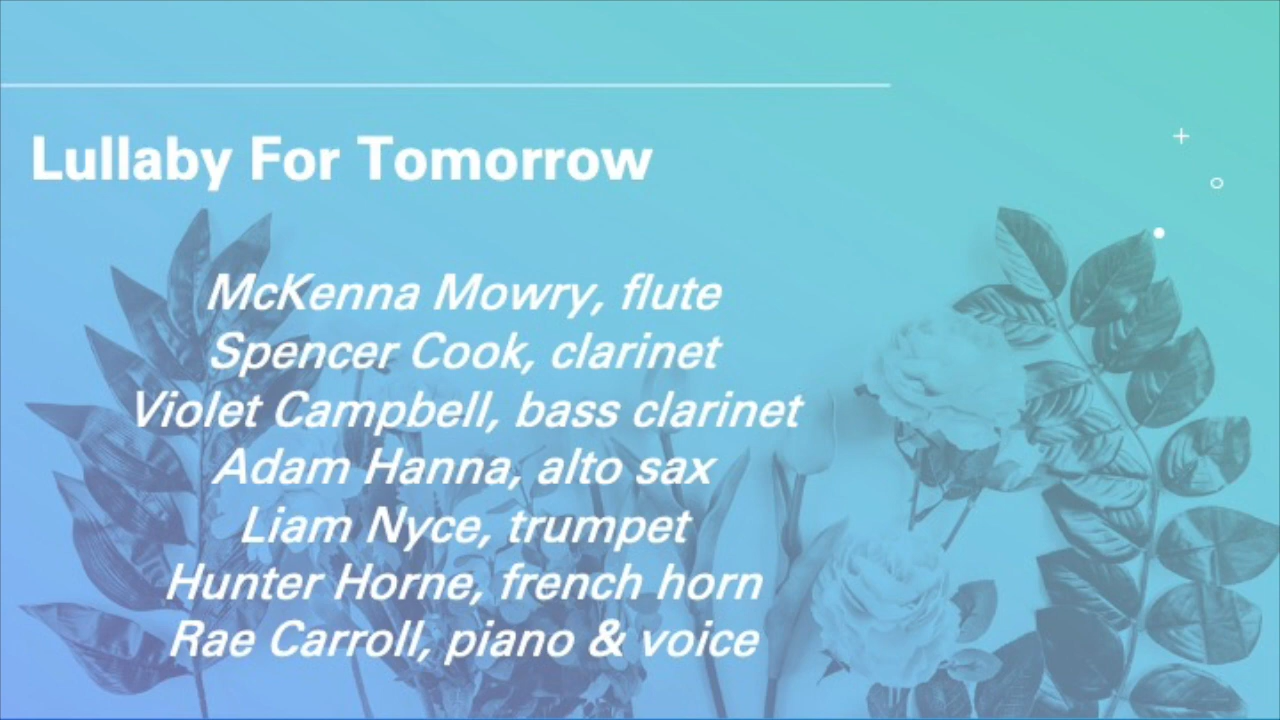 Lullaby For Tomorrow
McKenna Mowry, flute
Spencer Cook, clarinet
Violet Campbell, bass clarinet
Adam Hanna, alto sax
Liam Nyce, trumpet
Hunter Horne, french horn
Rae Carroll, piano & voice